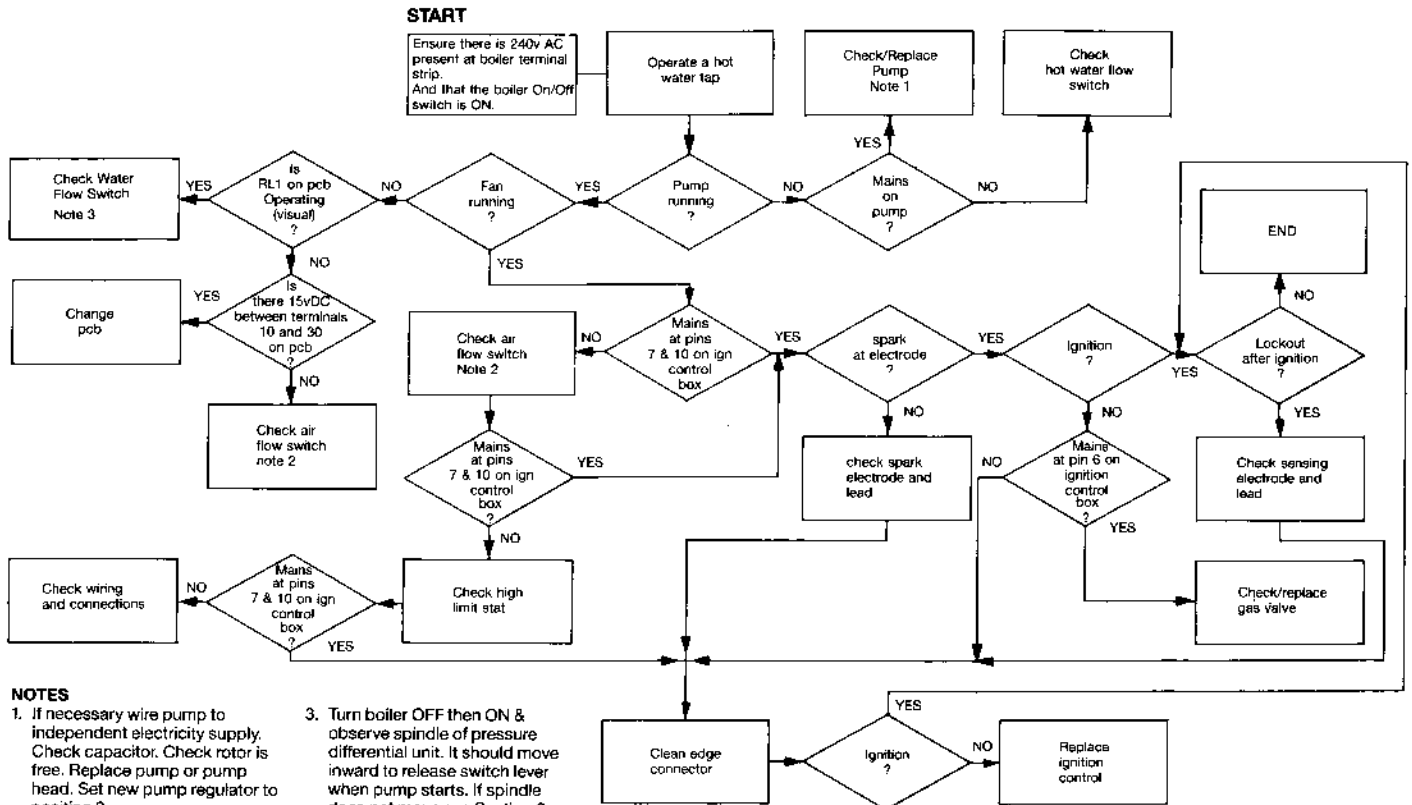 START
Ensure there is 240v AC
present at boiler terminal
strip.
And that the boiler On/Off
switch is ON.
Operate a hot
water tap
Check/Replace
Pump
Note 1
Check
hot water flow
switch
YES
Check Water
Flow Switch
Note 3
YES
Is
RL1 on pcb
Operating
(visual)
?
NO
Fan
running
?
YES
Pump
running
?
NO
Mains
on
pump
?
NO
END
NO
YES
NO
Change
pcb
YES
Is
there 15vDC
between terminals
10 and 30
on pcb
?
NO
Check air
flow switch
note 2
Check air
flow switch
Note 2
NO
Mains
at pins
7 & 10 on ign
control
box
YES
spark
at electrode
?
YES
Ignition
?
YES
Lockout
after ignition
?
NO
NO
YES
Mains
at pins
7 & 10 on ign
control
box
?
YES
check spark
electrode and
lead
NO
Mains
at pin 6 on
ignition
control
box
?
YES
Check sensing
electrode and
lead
NO
Check wiring
and connections
NO
Mains
at pins
7 & 10 on ign
control
box
?
YES
Check high
limit stat
Check/replace
gas valve
NOTES
1. If necessary wire pump to
independent electricity supply.
Check capacitor. Check rotor is
free. Replace pump or pump
head. Set new pump regulator to
3. Turn boiler OFF then ON &
observe spindle of pressure
differential unit. It should move
inward to release switch lever
when pump starts. If spindle
Clean edge
connector
YES
Ignition
?
NO
Replace
ignition
control